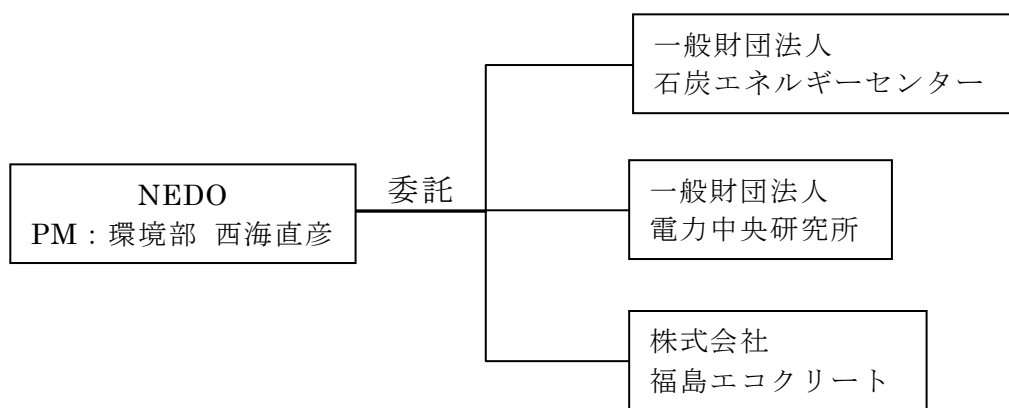 一般財団法人
石炭エネルギーセンター
NEDO
PM：環境部 西海直彦
委託
一般財団法人
電力中央研究所
株式会社
福島エコクリート